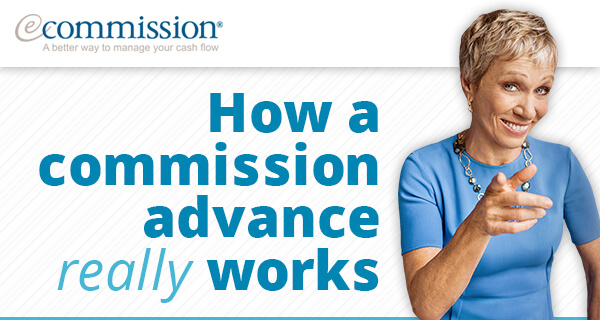 ecommission®
A better way to manage your cash flow
How a
commission
advance
really works